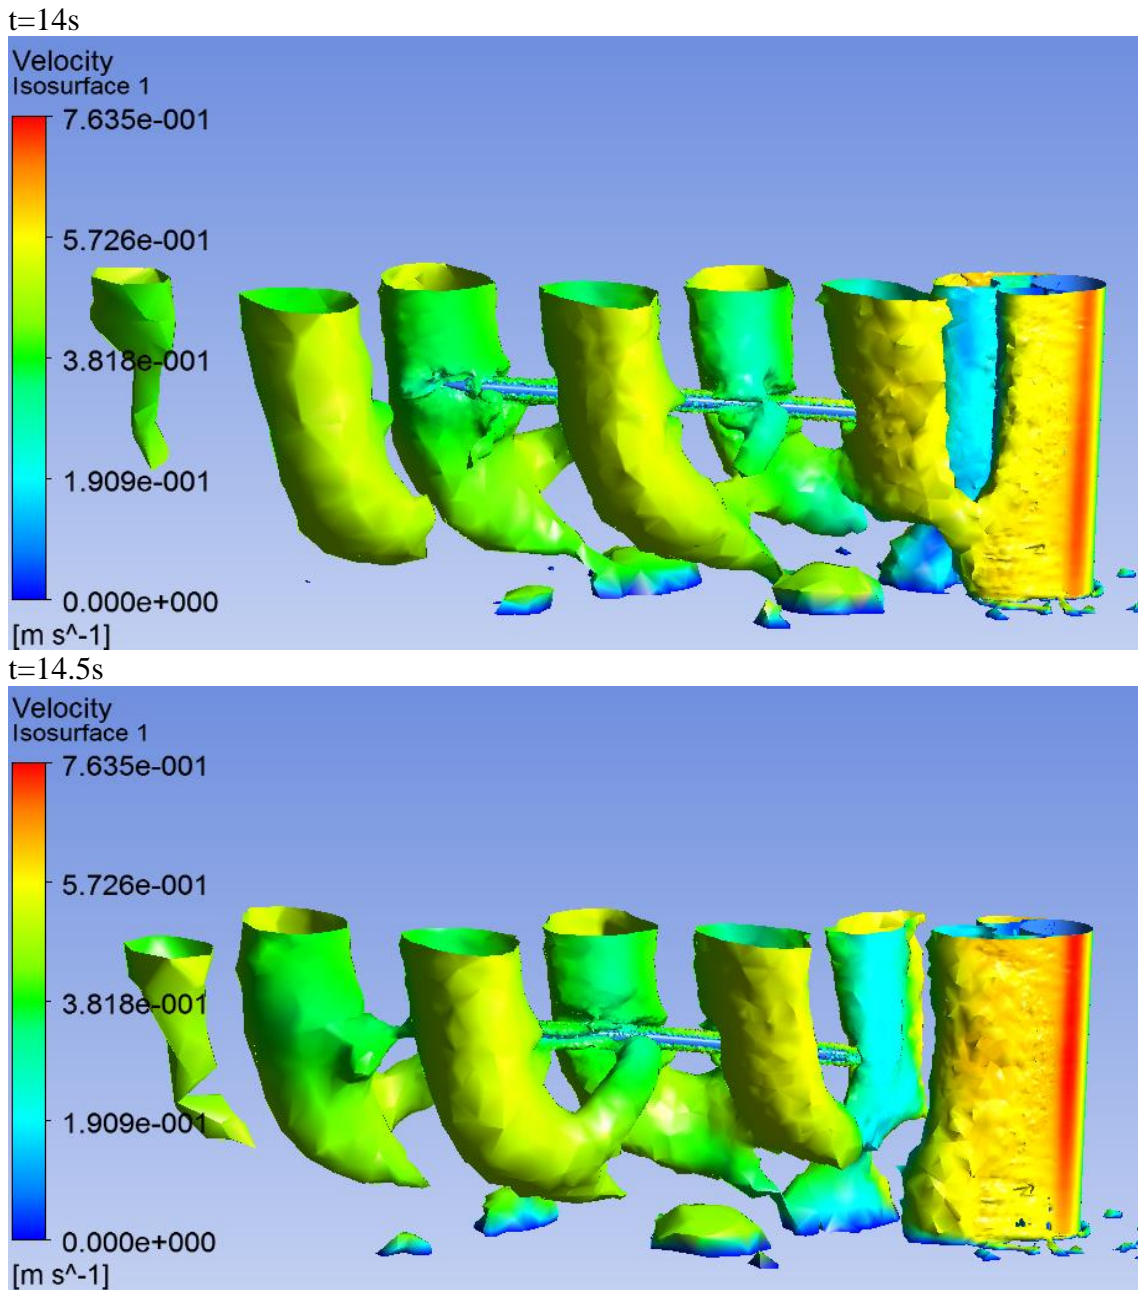 t=14s
Velocity
Isosurface 1
7.635e-001
5.726e-001
3.818e-001
1.909e-001
0.000e+000
[m s^-1]
t=14.5s
Velocity
Isosurface 1
7.635e-001
5.726e-001
3.818e-001
1.909e-001
0.000e+000
[m s^-1]